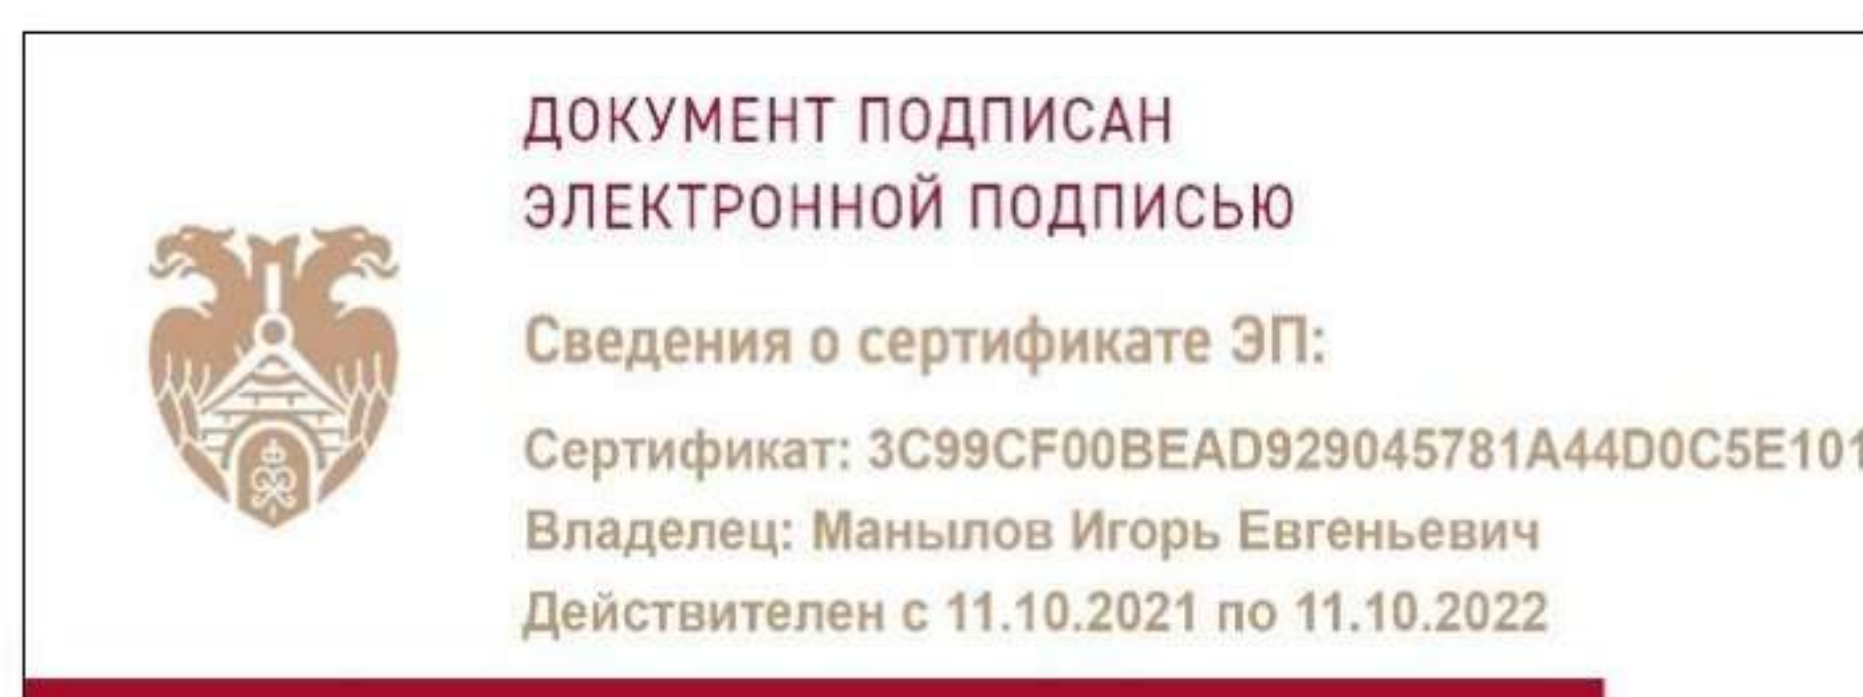 ДОКУМЕНТ ПОДПИСАН
ЭЛЕКТРОННОЙ ПОДПИСЬЮ
Сведения о сертификате ЭП:
Сертификат: 3C99CF00BEAD929045781A44D0C5E101
Владелец: Манылов Игорь Евгеньевич
Действителен с 11.10.2021 по 11.10.2022